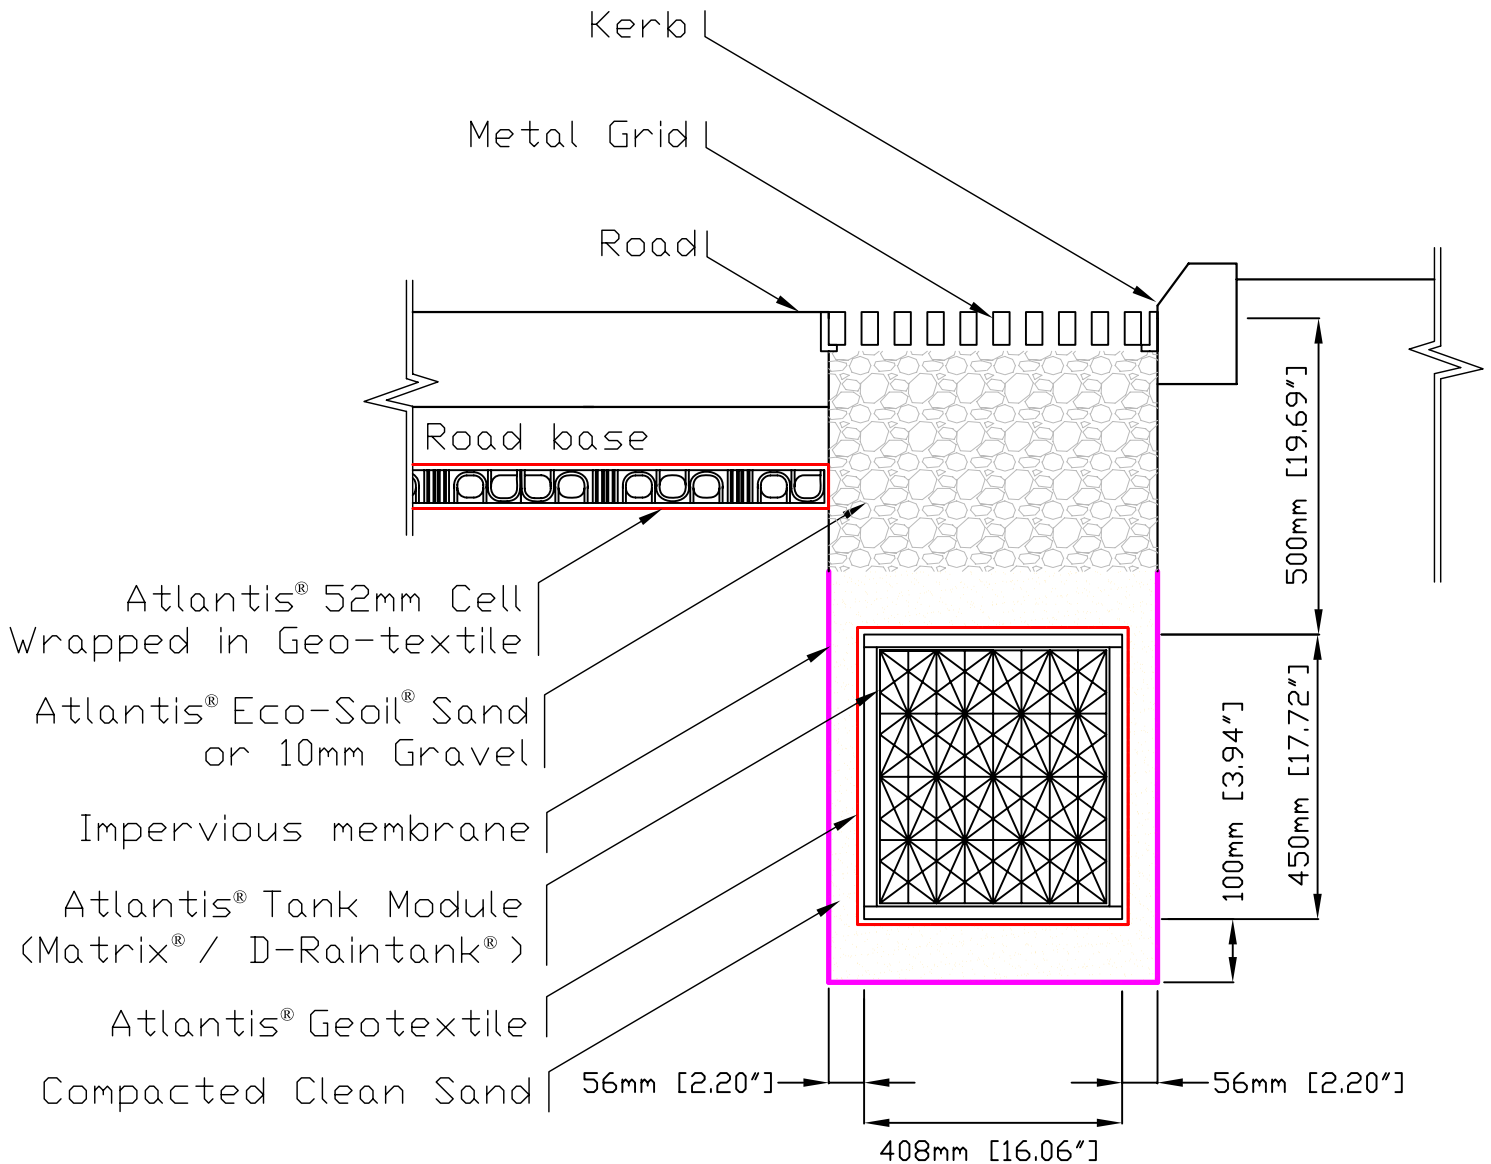 Kerb
Metal Grid
Road
Road base
Atlantis® 52mm Cell
Wrapped in Geo-textile
Atlantis® Eco-Soil® Sand
or 10mm Gravel
Impervious membrane
Atlantis® Tank Module
(Matrix® / D-Raintank®)
Atlantis® Geotextile
Compacted Clean Sand
500mm [19.69"]
450mm [17.72"]
100mm [3.94"]
56mm [2.20"]
56mm [2.20"]
408mm [16.06"]